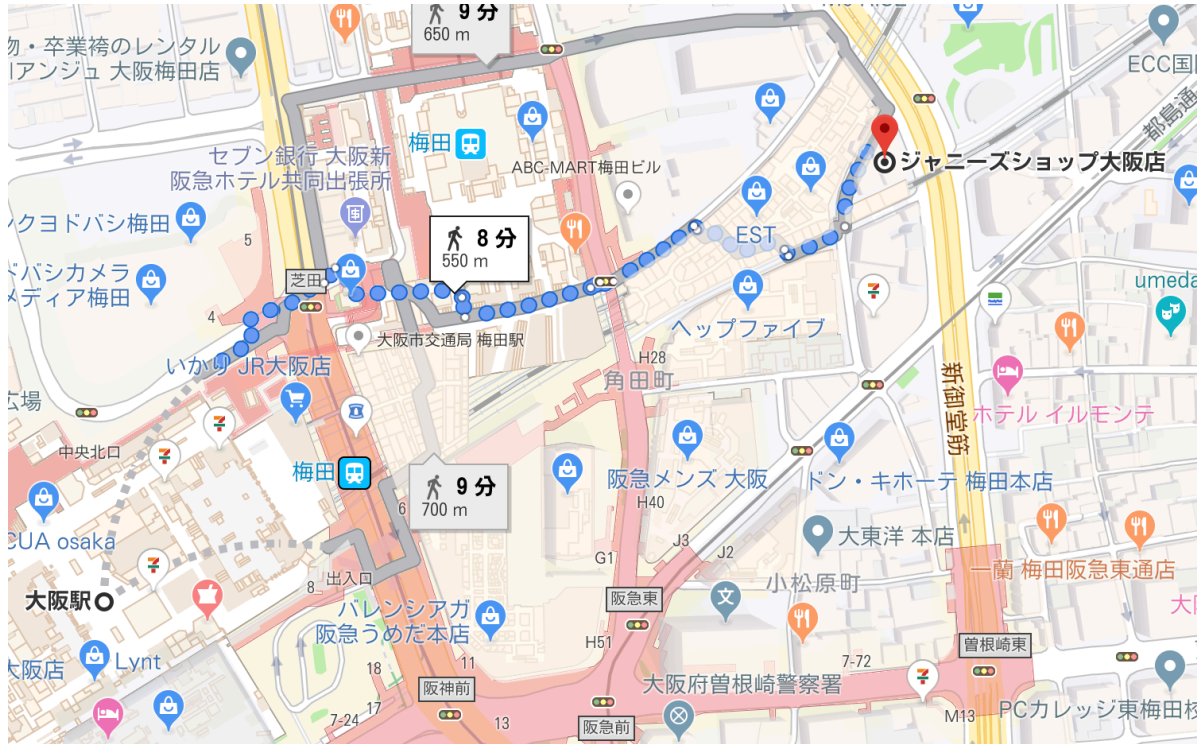 9 分
650 m
物・卒業袴のレンタル
アンジュ 大阪梅田店
ECC国
都島通
梅田
セブン銀行 大阪新
阪急ホテル共同出張所
ABC-MART梅田ビル
ジャニーズショップ大阪店
クヨドバシ梅田
5
8 分
550 m
EST
ドバシカメラ
メディア梅田
芝田
umeda
4
大阪市交通局 梅田駅
ヘップファイブ
いかり JR大阪店
H28
角田町
広場
新御堂筋
ホテル イルモンテ
中央北口
梅田
9 分
700 m
阪急メンズ 大阪
ドン・キホーテ 梅田本店
6
H40
CUA osaka
J3
J2
大東洋 本店
G1
一蘭 梅田阪急東通店
8
出入口
小松原町
大阪駅
バレンシアガ
阪急うめだ本店
阪急東
文
H51
曽根崎東
大阪店
Lynt
18
11
7-72
阪神前
大阪府曽根崎警察署
17
7-24
13
阪急前
M13
PCカレッジ東梅田校